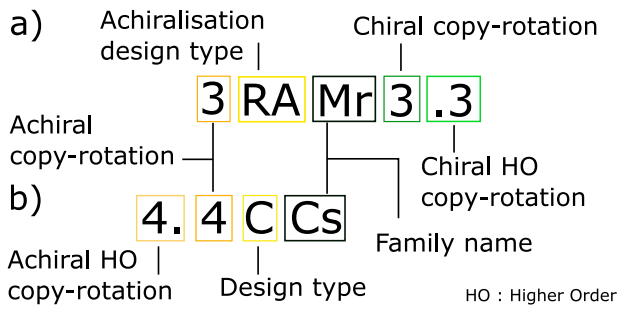 a)
Achiralisation
design type
Chiral copy-rotation
3 RA Mr 3 .3
Achiral
copy-rotation
Chiral HO
copy-rotation
b)
4. 4 C Cs
Family name
Achiral HO
copy-rotation
Design type
HO : Higher Order